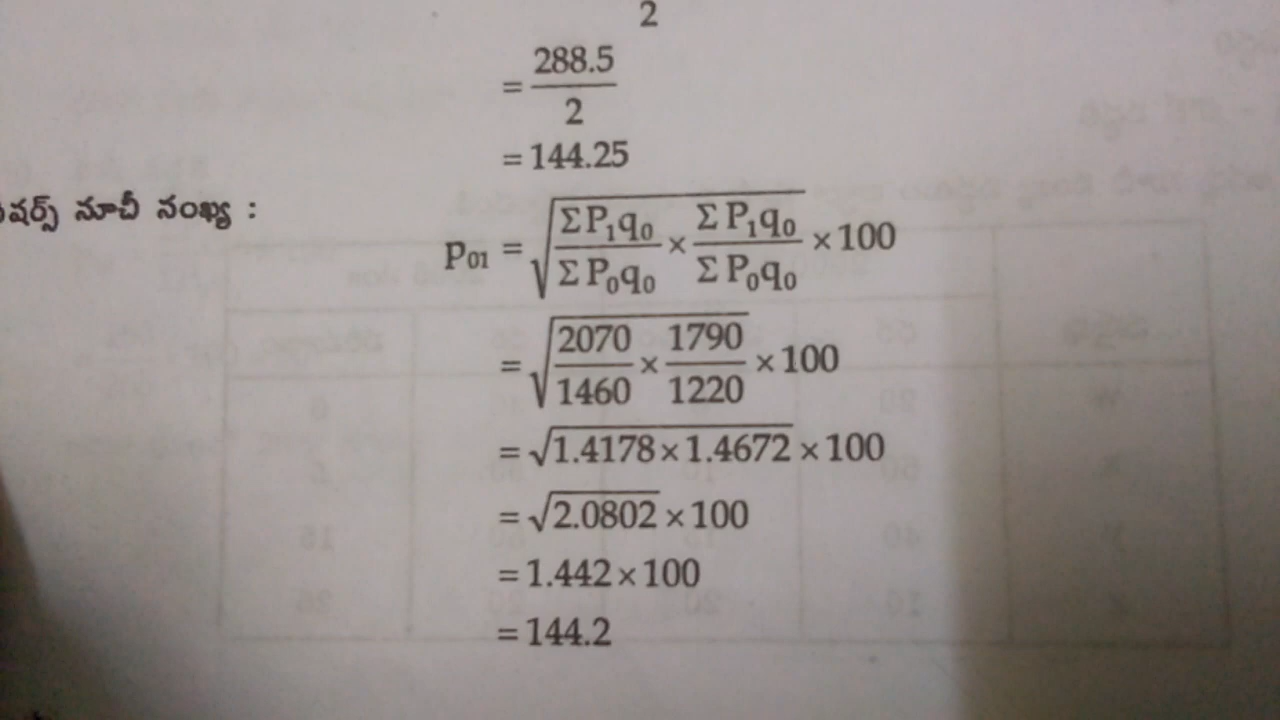 2
= 288.5 / 2
= 144.25
షర్స్ సూచీ సంఖ్య :
P₀₁ = √(ΣP₁q₀ / ΣP₀q₀ × ΣP₁q₀ / ΣP₀q₀) × 100
= √(2070 / 1460 × 1790 / 1220) × 100
= √(1.4178 × 1.4672) × 100
= √2.0802 × 100
= 1.442 × 100
= 144.2